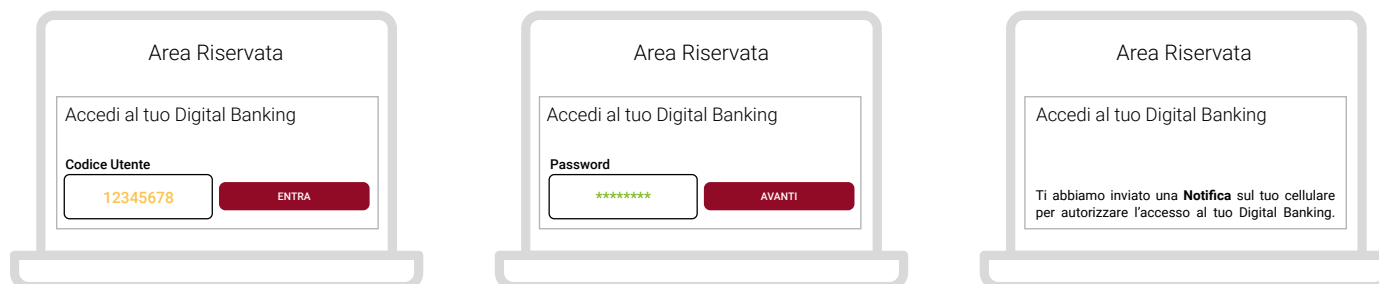 Area Riservata
Accedi al tuo Digital Banking
Codice Utente
12345678
ENTRA
Area Riservata
Accedi al tuo Digital Banking
Password
********
AVANTI
Area Riservata
Accedi al tuo Digital Banking
Ti abbiamo inviato una Notifica sul tuo cellulare
per autorizzare l'accesso al tuo Digital Banking.